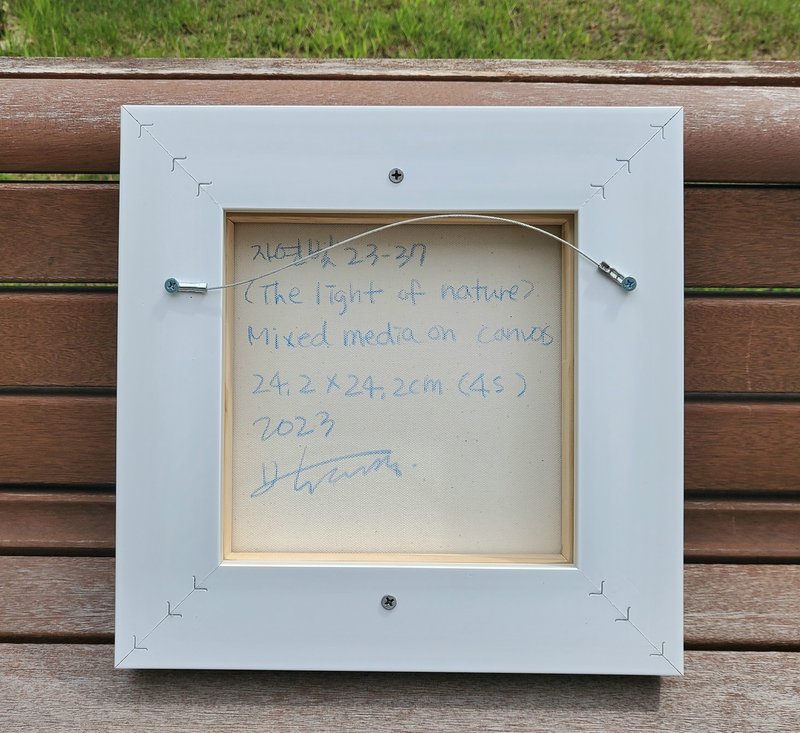 자연빛 23-37
(The light of nature)
Mixed media on canvas
24.2 x 24.2cm (4S)
2023